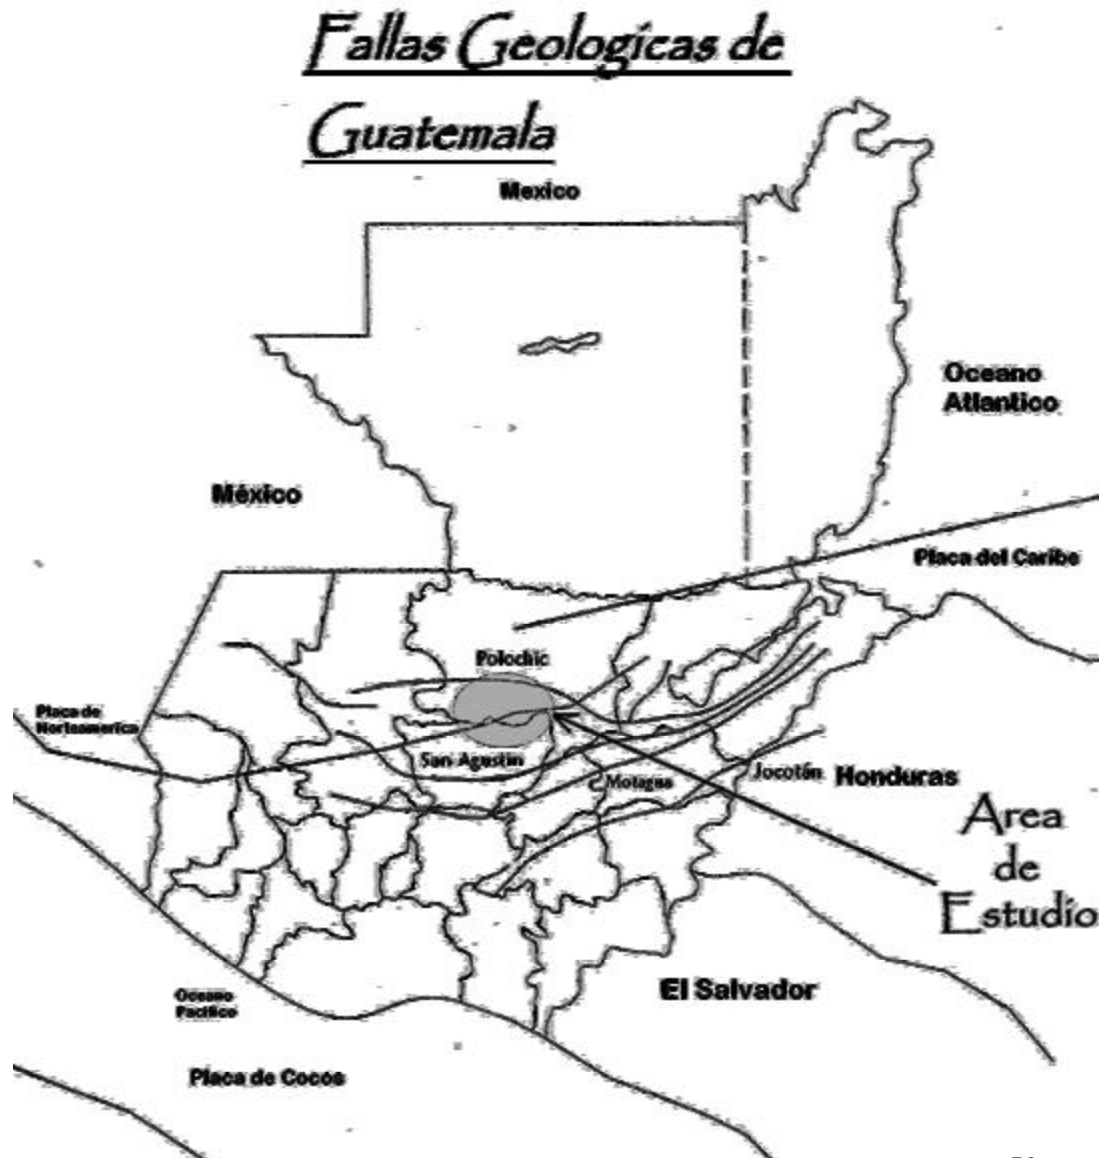 Fallas Geologicas de
Guatemala
Mexico
Oceano
Atlantico
México
Placa del Caribe
Polochic
Placa de
Norteamerica
San Agustin
Motagua
Jocotán
Honduras
Area
de
Estudio
El Salvador
Oceano
Pacifico
Placa de Cocos